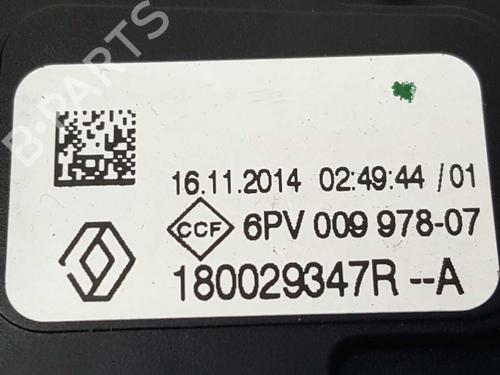 B-PARTS
16.11.2014 02:49:44 /01
CCF 6PV 009 978-07
180029347R --A